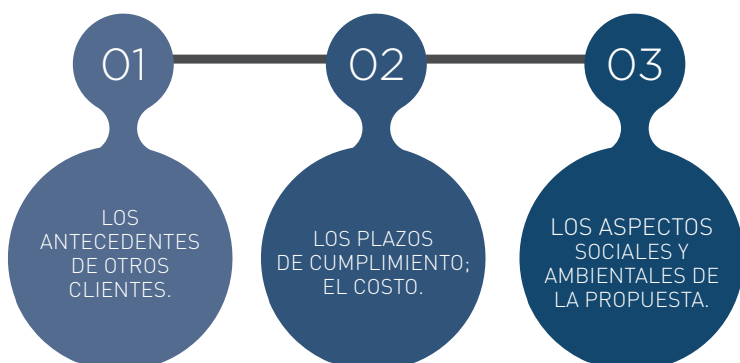 01
02
03
LOS
ANTECEDENTES
DE OTROS
CLIENTES.
LOS PLAZOS
DE CUMPLIMIENTO;
EL COSTO.
LOS ASPECTOS
SOCIALES Y
AMBIENTALES DE
LA PROPUESTA.